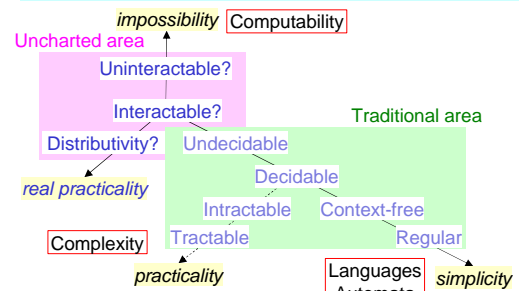 impossibility
Computability
Uncharted area
Uninteractable?
Interactable?
Traditional area
Distributivity?
Undecidable
Decidable
real practicality
Intractable
Context-free
Complexity
Tractable
Regular
practicality
Languages
simplicity
Automata